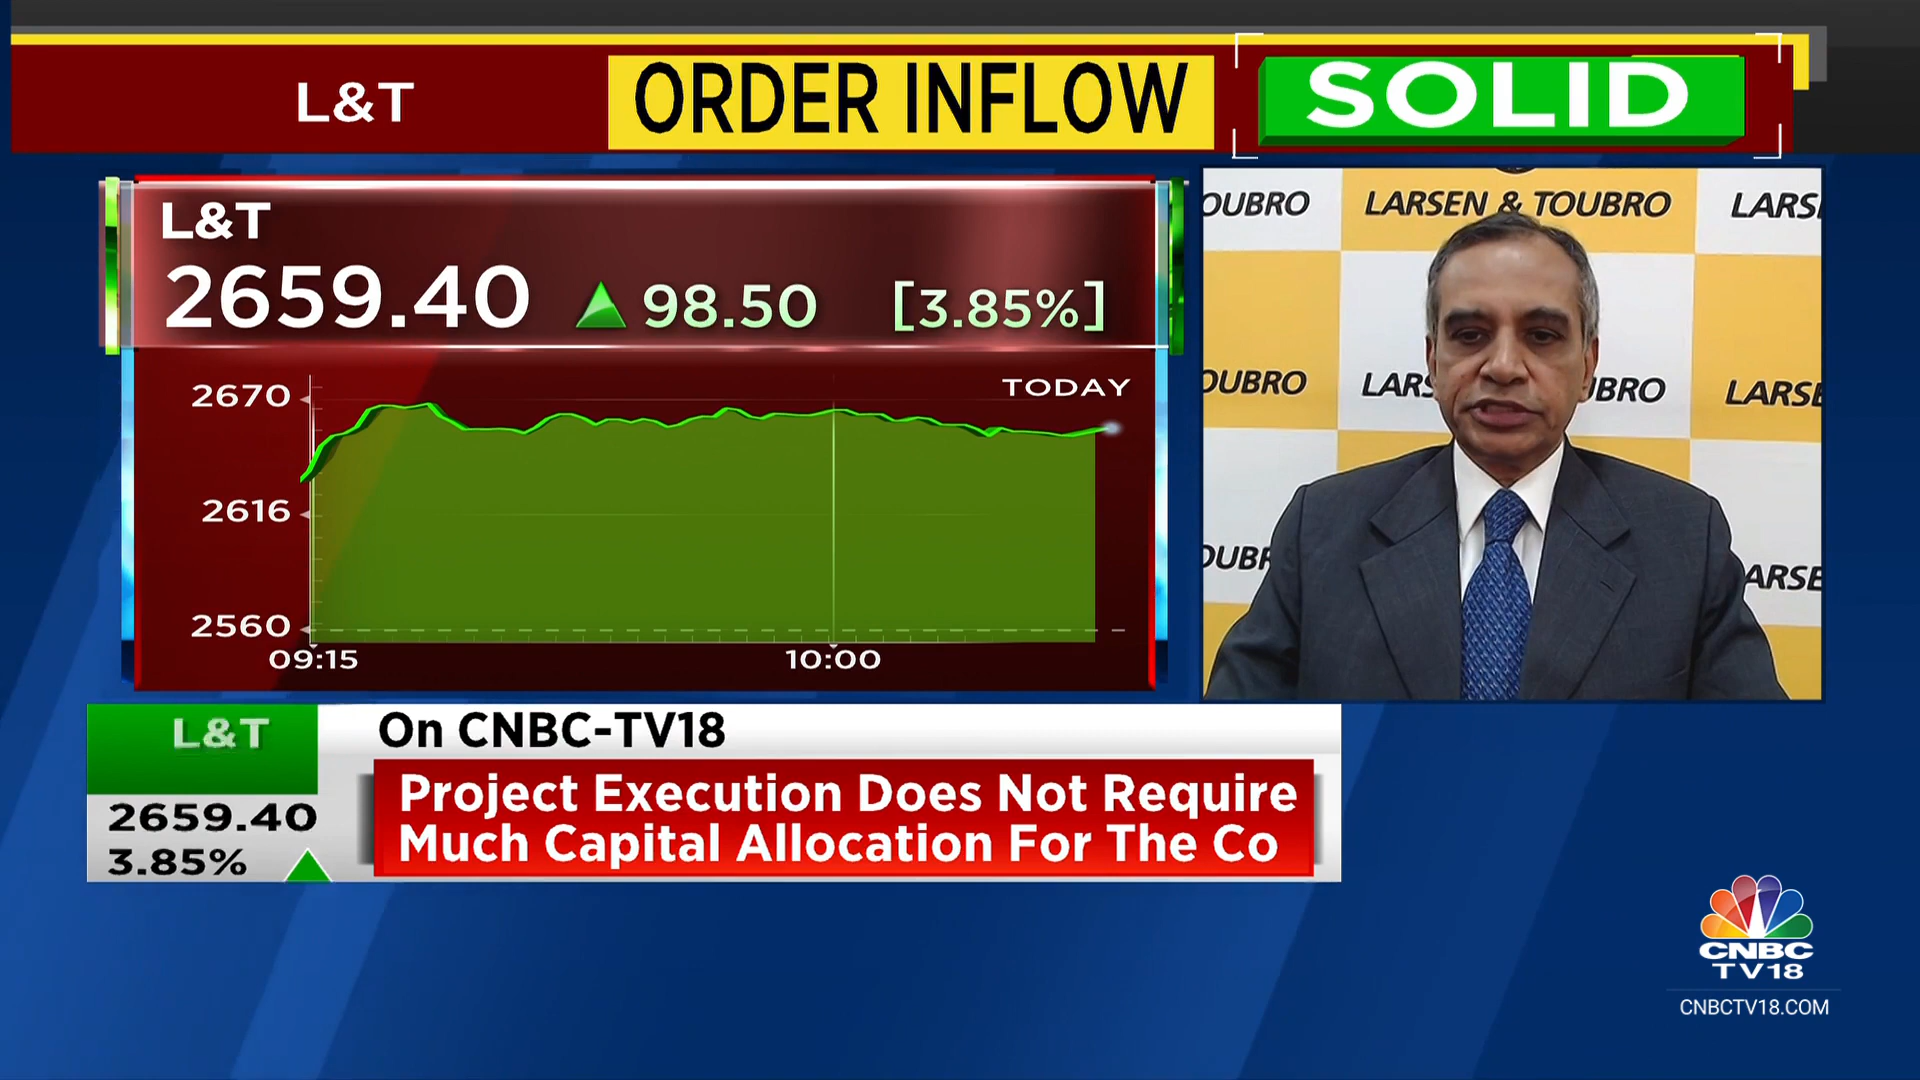 L&T
ORDER INFLOW
SOLID
L&T
2659.40 98.50 [3.85%]
TODAY
2670
2616
2560
09:15 10:00
OUBRO LARSEN & TOUBRO LARS
OUBRO LARS UBRO LARSE
OUBR ARSE
L&T
2659.40
3.85%
On CNBC-TV18
Project Execution Does Not Require
Much Capital Allocation For The Co
CNBC
TV18
CNBCTV18.COM